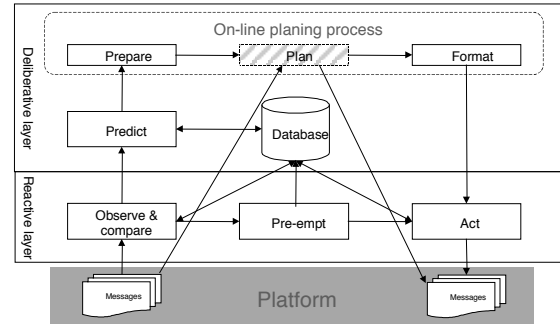 On-line planing process
Prepare
Plan
Format
Deliberative layer
Predict
Database
Reactive layer
Observe &
compare
Pre-empt
Act
Messages
Platform
Messages